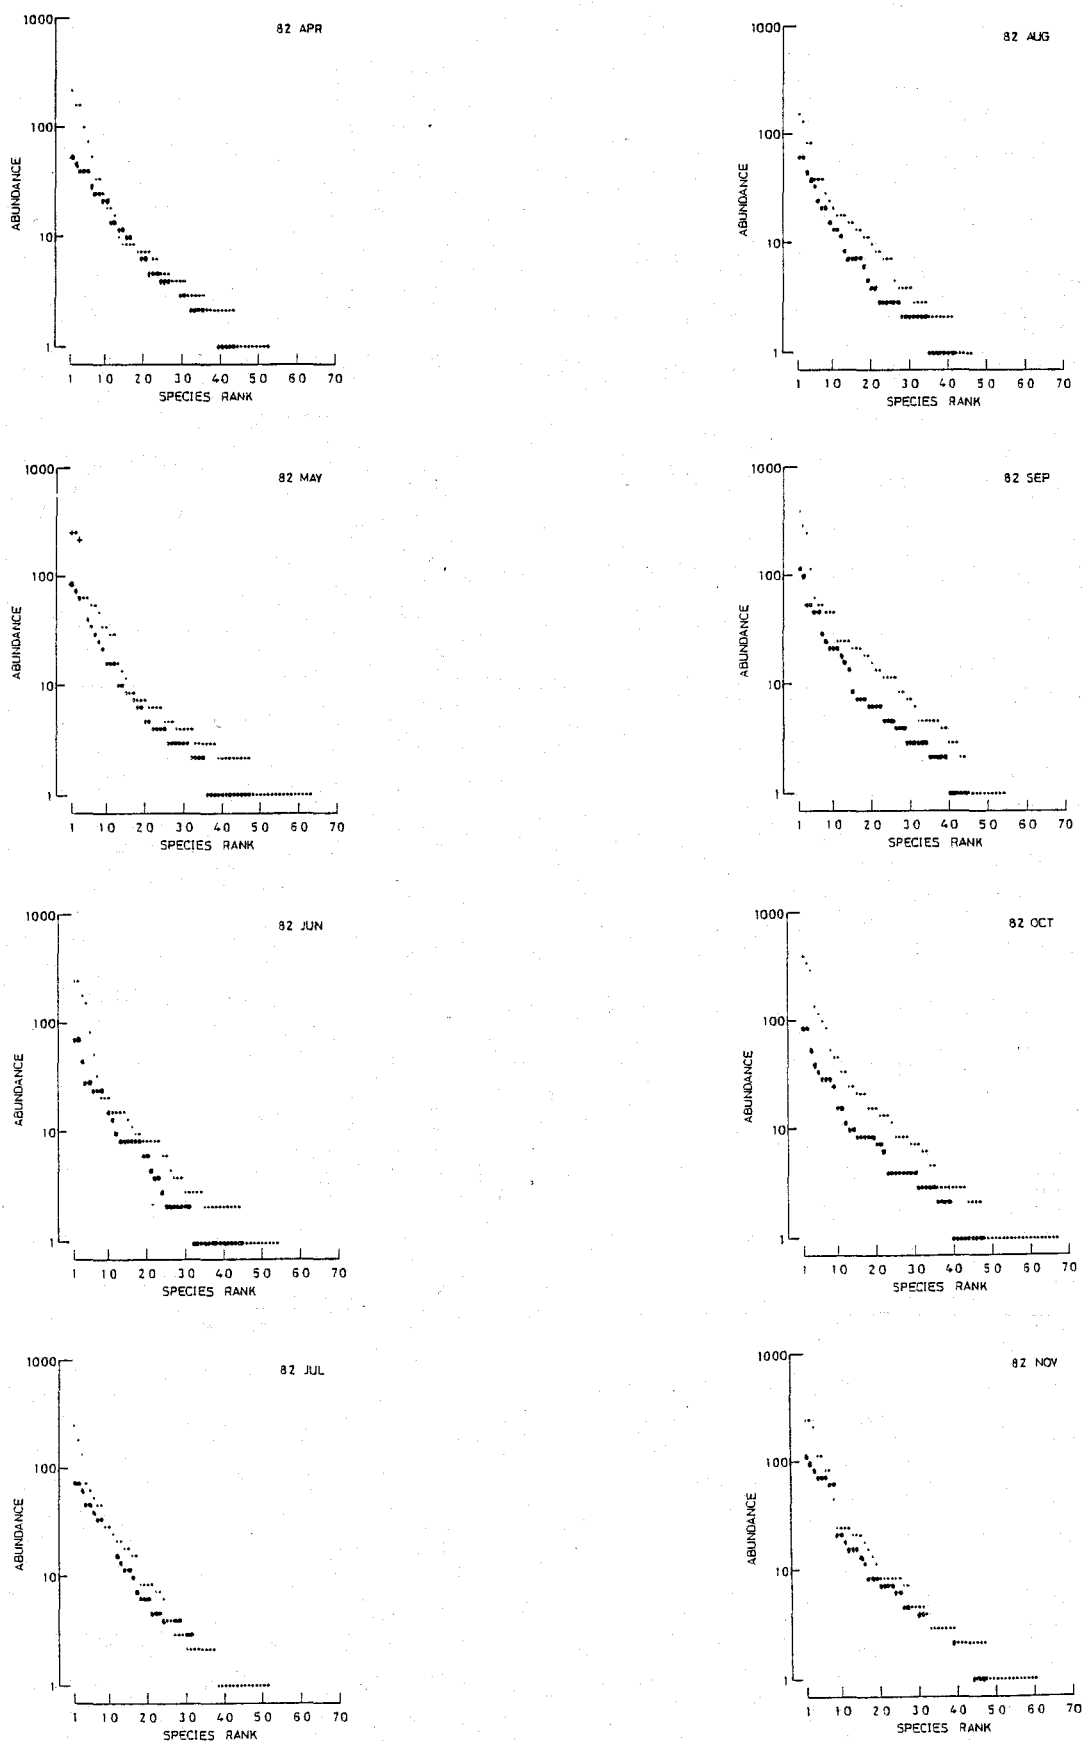 1000
82 APR
100
ABUNDANCE
10
1
1 10 20 30 40 50 60 70
SPECIES RANK
1000
82 MAY
100
ABUNDANCE
10
1
1 10 20 30 40 50 60 70
SPECIES RANK
1000
82 JUN
100
ABUNDANCE
10
1
1 10 20 30 40 50 60 70
SPECIES RANK
1000
82 JUL
100
ABUNDANCE
10
1
1 10 20 30 40 50 60 70
SPECIES RANK
1000
82 AUG
100
ABUNDANCE
10
1
1 10 20 30 40 50 60 70
SPECIES RANK
1000
82 SEP
100
ABUNDANCE
10
1
1 10 20 30 40 50 60 70
SPECIES RANK
1000
82 OCT
100
ABUNDANCE
10
1
1 10 20 30 40 50 60 70
SPECIES RANK
1000
82 NOV
100
ABUNDANCE
10
1
1 10 20 30 40 50 60 70
SPECIES RANK